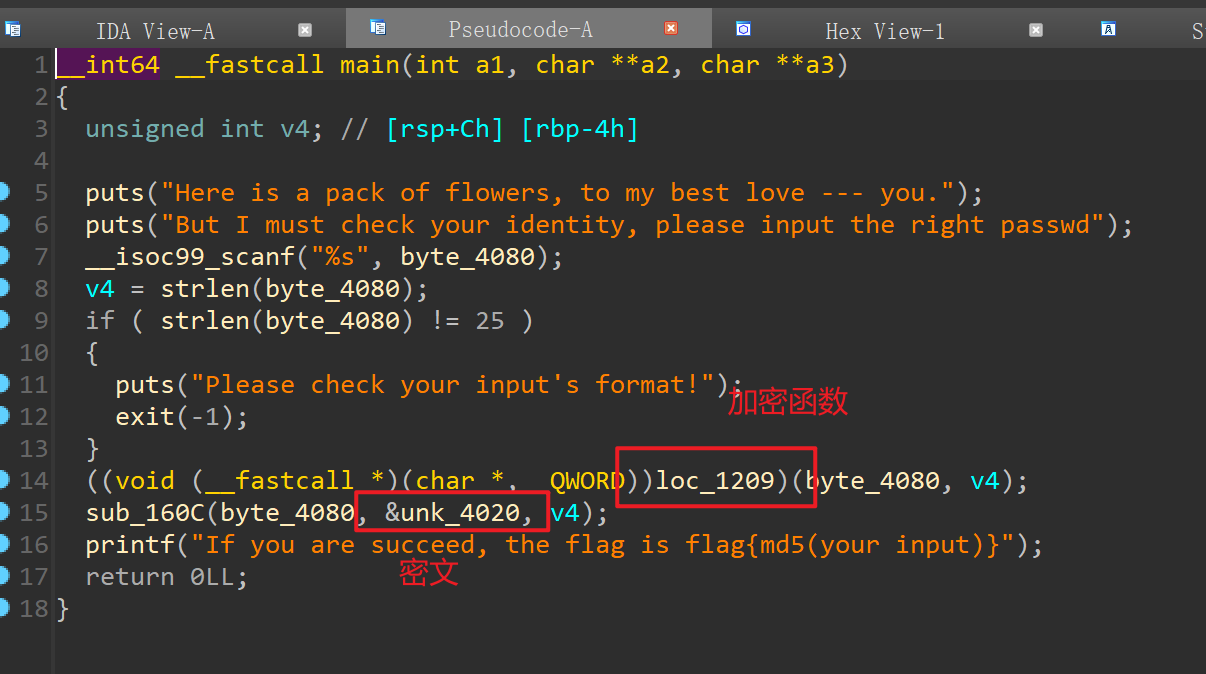 IDA View-A Pseudocode-A Hex View-1 S
1 __int64 __fastcall main(int a1, char **a2, char **a3)
2 {
3 unsigned int v4; // [rsp+Ch] [rbp-4h]
4
5 puts("Here is a pack of flowers, to my best love --- you.");
6 puts("But I must check your identity, please input the right passwd");
7 __isoc99_scanf("%s", byte_4080);
8 v4 = strlen(byte_4080);
9 if ( strlen(byte_4080) != 25 )
10 {
11 puts("Please check your input's format!");
加密函数
12 exit(-1);
13 }
14 ((void (__fastcall *)(char *, QWORD))loc_1209)(byte_4080, v4);
15 sub_160C(byte_4080, &unk_4020, v4);
16 printf("If you are succeed, the flag is flag{md5(your input)}");
密文
17 return 0LL;
18 }